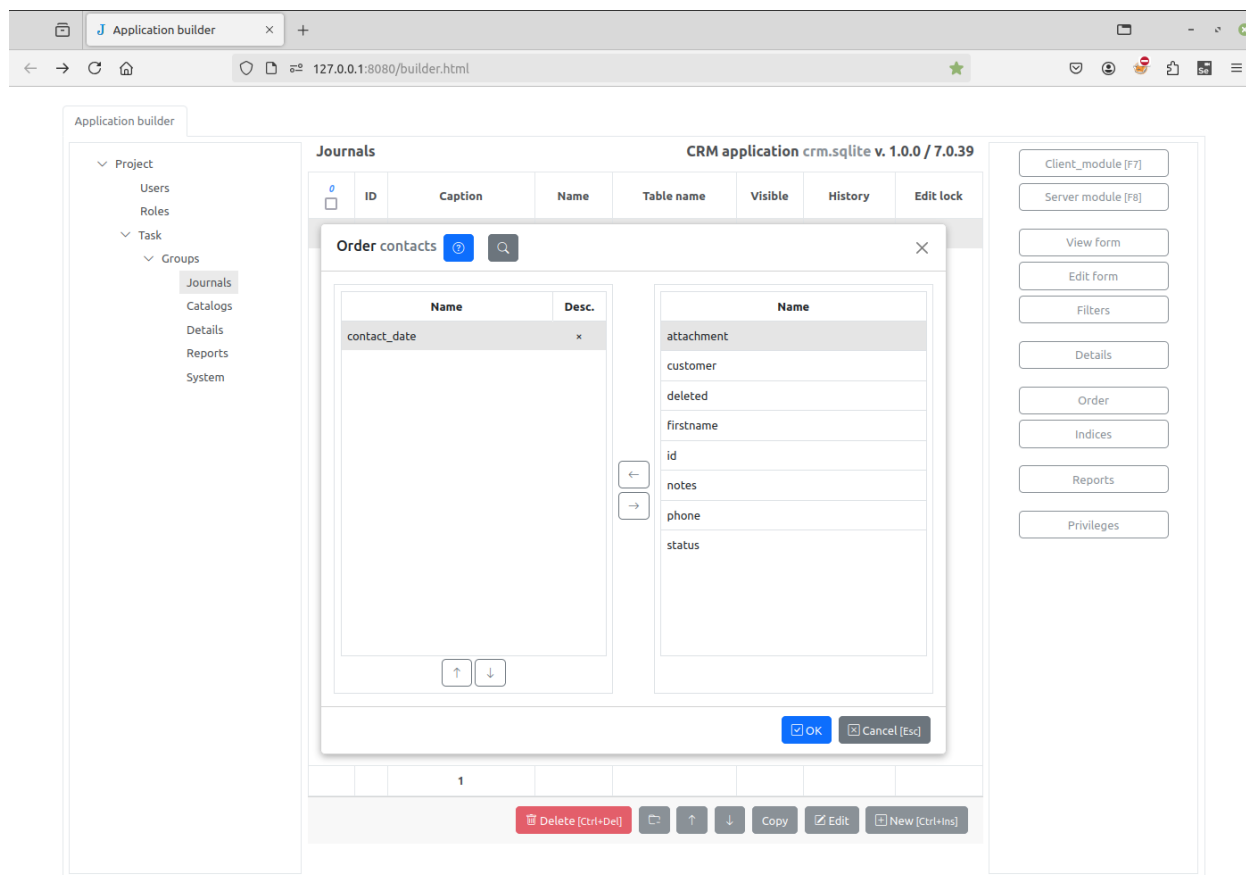 J Application builder × +
127.0.0.1:8080/builder.html
Application builder
Project
Users
Roles
Task
Groups
Journals
Catalogs
Details
Reports
System
Journals
CRM application crm.sqlite v. 1.0.0 / 7.0.39
0
ID Caption Name Table name Visible History Edit lock
Order contacts
Name Desc.
contact_date ×
Name
attachment
customer
deleted
firstname
id
notes
phone
status
OK
Cancel [Esc]
1
Delete [Ctrl+Del]
Copy
Edit
New [Ctrl+Ins]
Client_module [F7]
Server module [F8]
View form
Edit form
Filters
Details
Order
Indices
Reports
Privileges